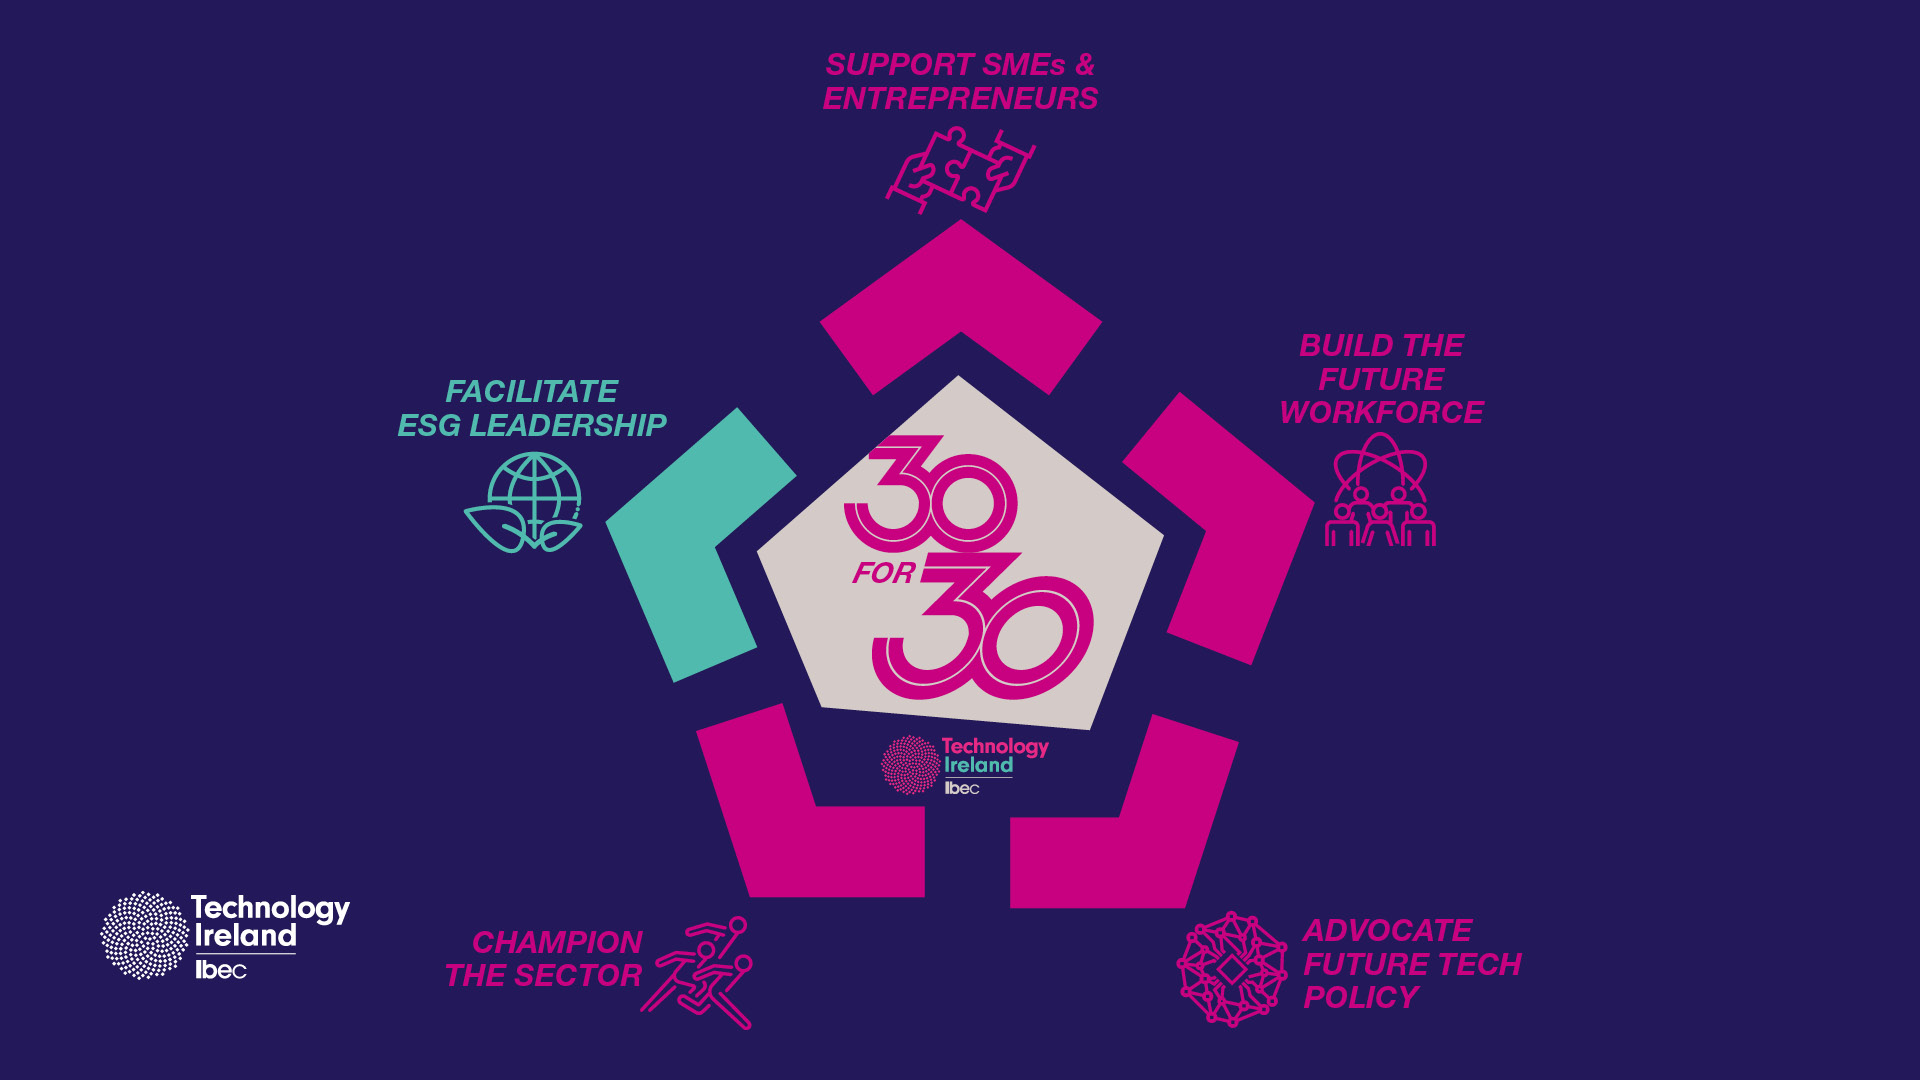 SUPPORT SMEs &
ENTREPRENEURS
BUILD THE
FUTURE
WORKFORCE
FACILITATE
ESG LEADERSHIP
30
FOR
30
Technology
Ireland
Ibec
Technology
Ireland
Ibec
CHAMPION
THE SECTOR
ADVOCATE
FUTURE TECH
POLICY